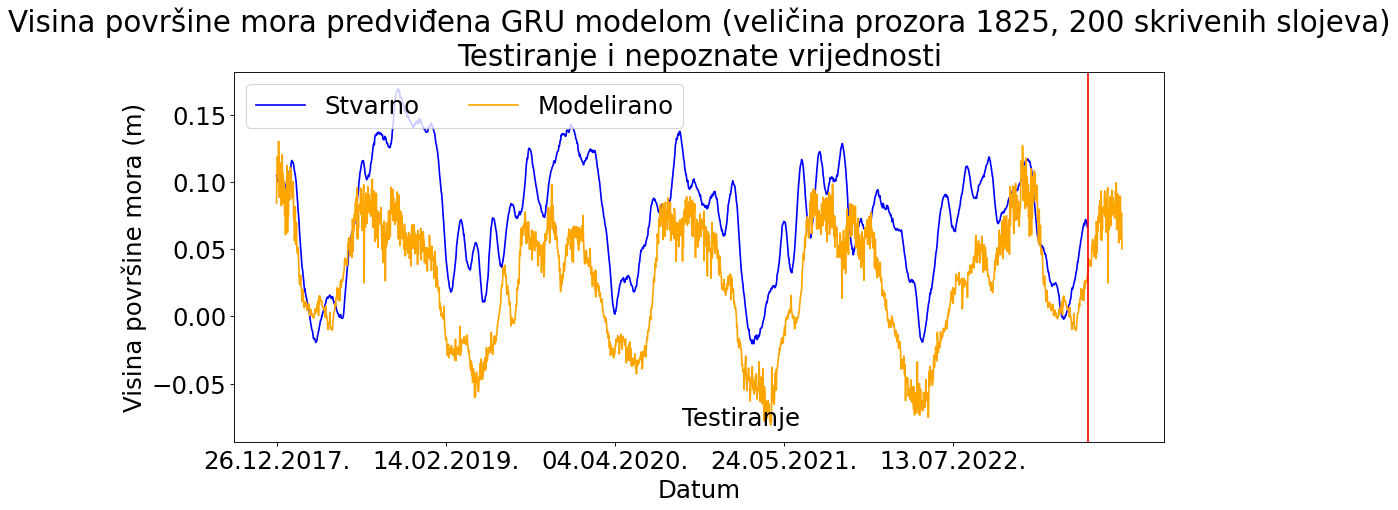 Visina površine mora predviđena GRU modelom (veličina prozora 1825, 200 skrivenih slojeva)
Testiranje i nepoznate vrijednosti
Stvarno Modelirano
Visina površine mora (m)
0.15
0.10
0.05
0.00
−0.05
Testiranje
26.12.2017. 14.02.2019. 04.04.2020. 24.05.2021. 13.07.2022.
Datum